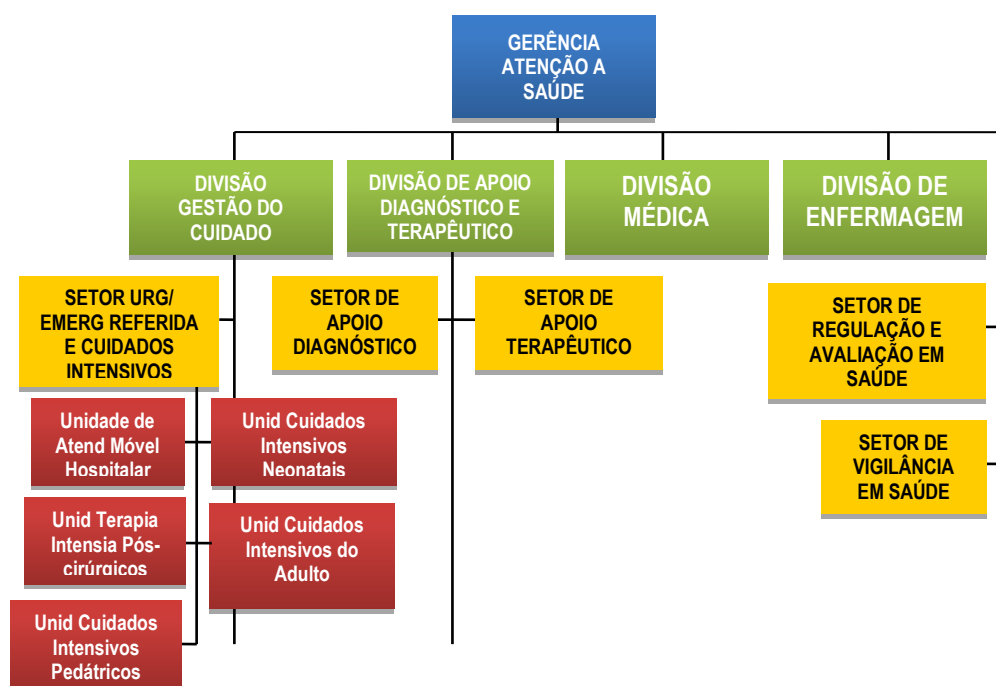 GERÊNCIA
ATENÇÃO A
SAÚDE
DIVISÃO
GESTÃO DO
CUIDADO
DIVISÃO DE APOIO
DIAGNÓSTICO E
TERAPÊUTICO
DIVISÃO
MÉDICA
DIVISÃO DE
ENFERMAGEM
SETOR URG/
EMERG REFERIDA
E CUIDADOS
INTENSIVOS
SETOR DE
APOIO
DIAGNÓSTICO
SETOR DE
APOIO
TERAPÊUTICO
SETOR DE
REGULAÇÃO E
AVALIAÇÃO EM
SAÚDE
Unidade de
Atend Móvel
Hospitalar
Unid Cuidados
Intensivos
Neonatais
SETOR DE
VIGILÂNCIA
EM SAÚDE
Unid Terapia
Intensia Pós-
cirúrgicos
Unid Cuidados
Intensivos do
Adulto
Unid Cuidados
Intensivos
Pedátricos